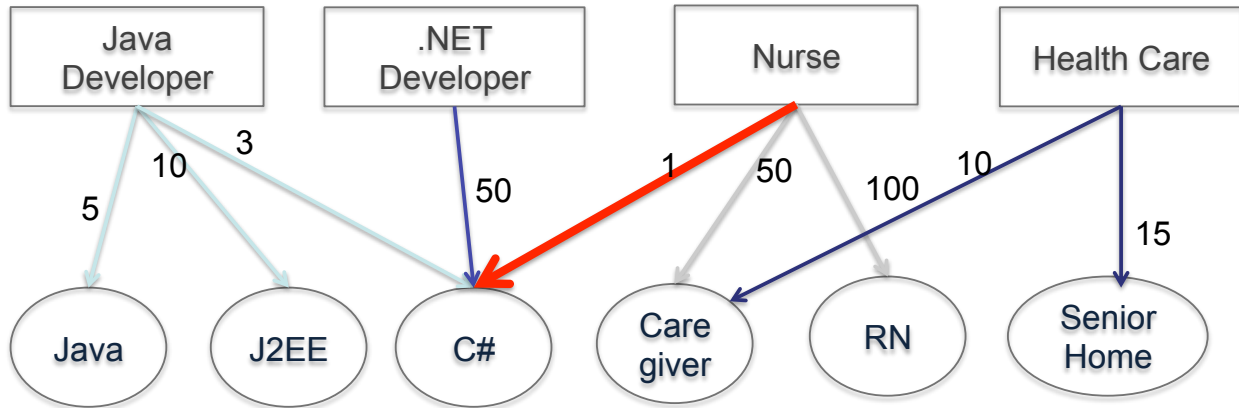 Java
Developer
.NET
Developer
Nurse
Health Care
3
10
5
50
1
50
100
10
15
Java
J2EE
C#
Care
giver
RN
Senior
Home